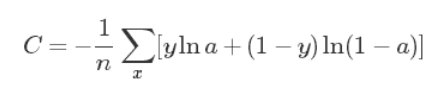 C = -\frac{1}{n} \sum_{x} [y \ln a + (1 - y) \ln(1 - a)]